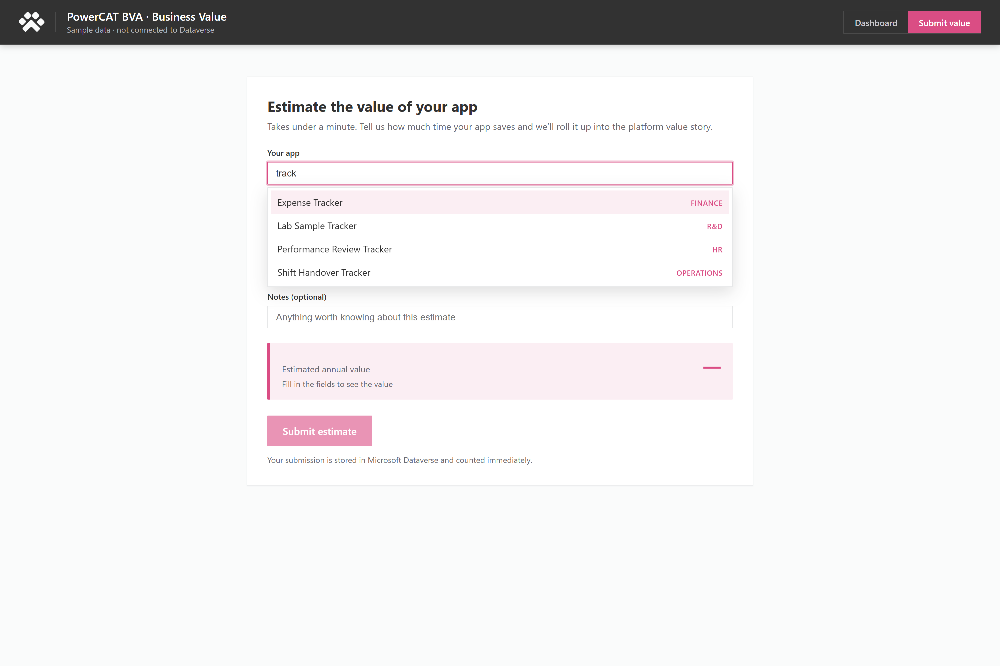 PowerCAT BVA · Business Value
Sample data · not connected to Dataverse
Dashboard
Submit value
Estimate the value of your app
Takes under a minute. Tell us how much time your app saves and we’ll roll it up into the platform value story.
Your app
track
Expense Tracker FINANCE
Lab Sample Tracker R&D
Performance Review Tracker HR
Shift Handover Tracker OPERATIONS
Notes (optional)
Anything worth knowing about this estimate
Estimated annual value —
Fill in the fields to see the value
Submit estimate
Your submission is stored in Microsoft Dataverse and counted immediately.